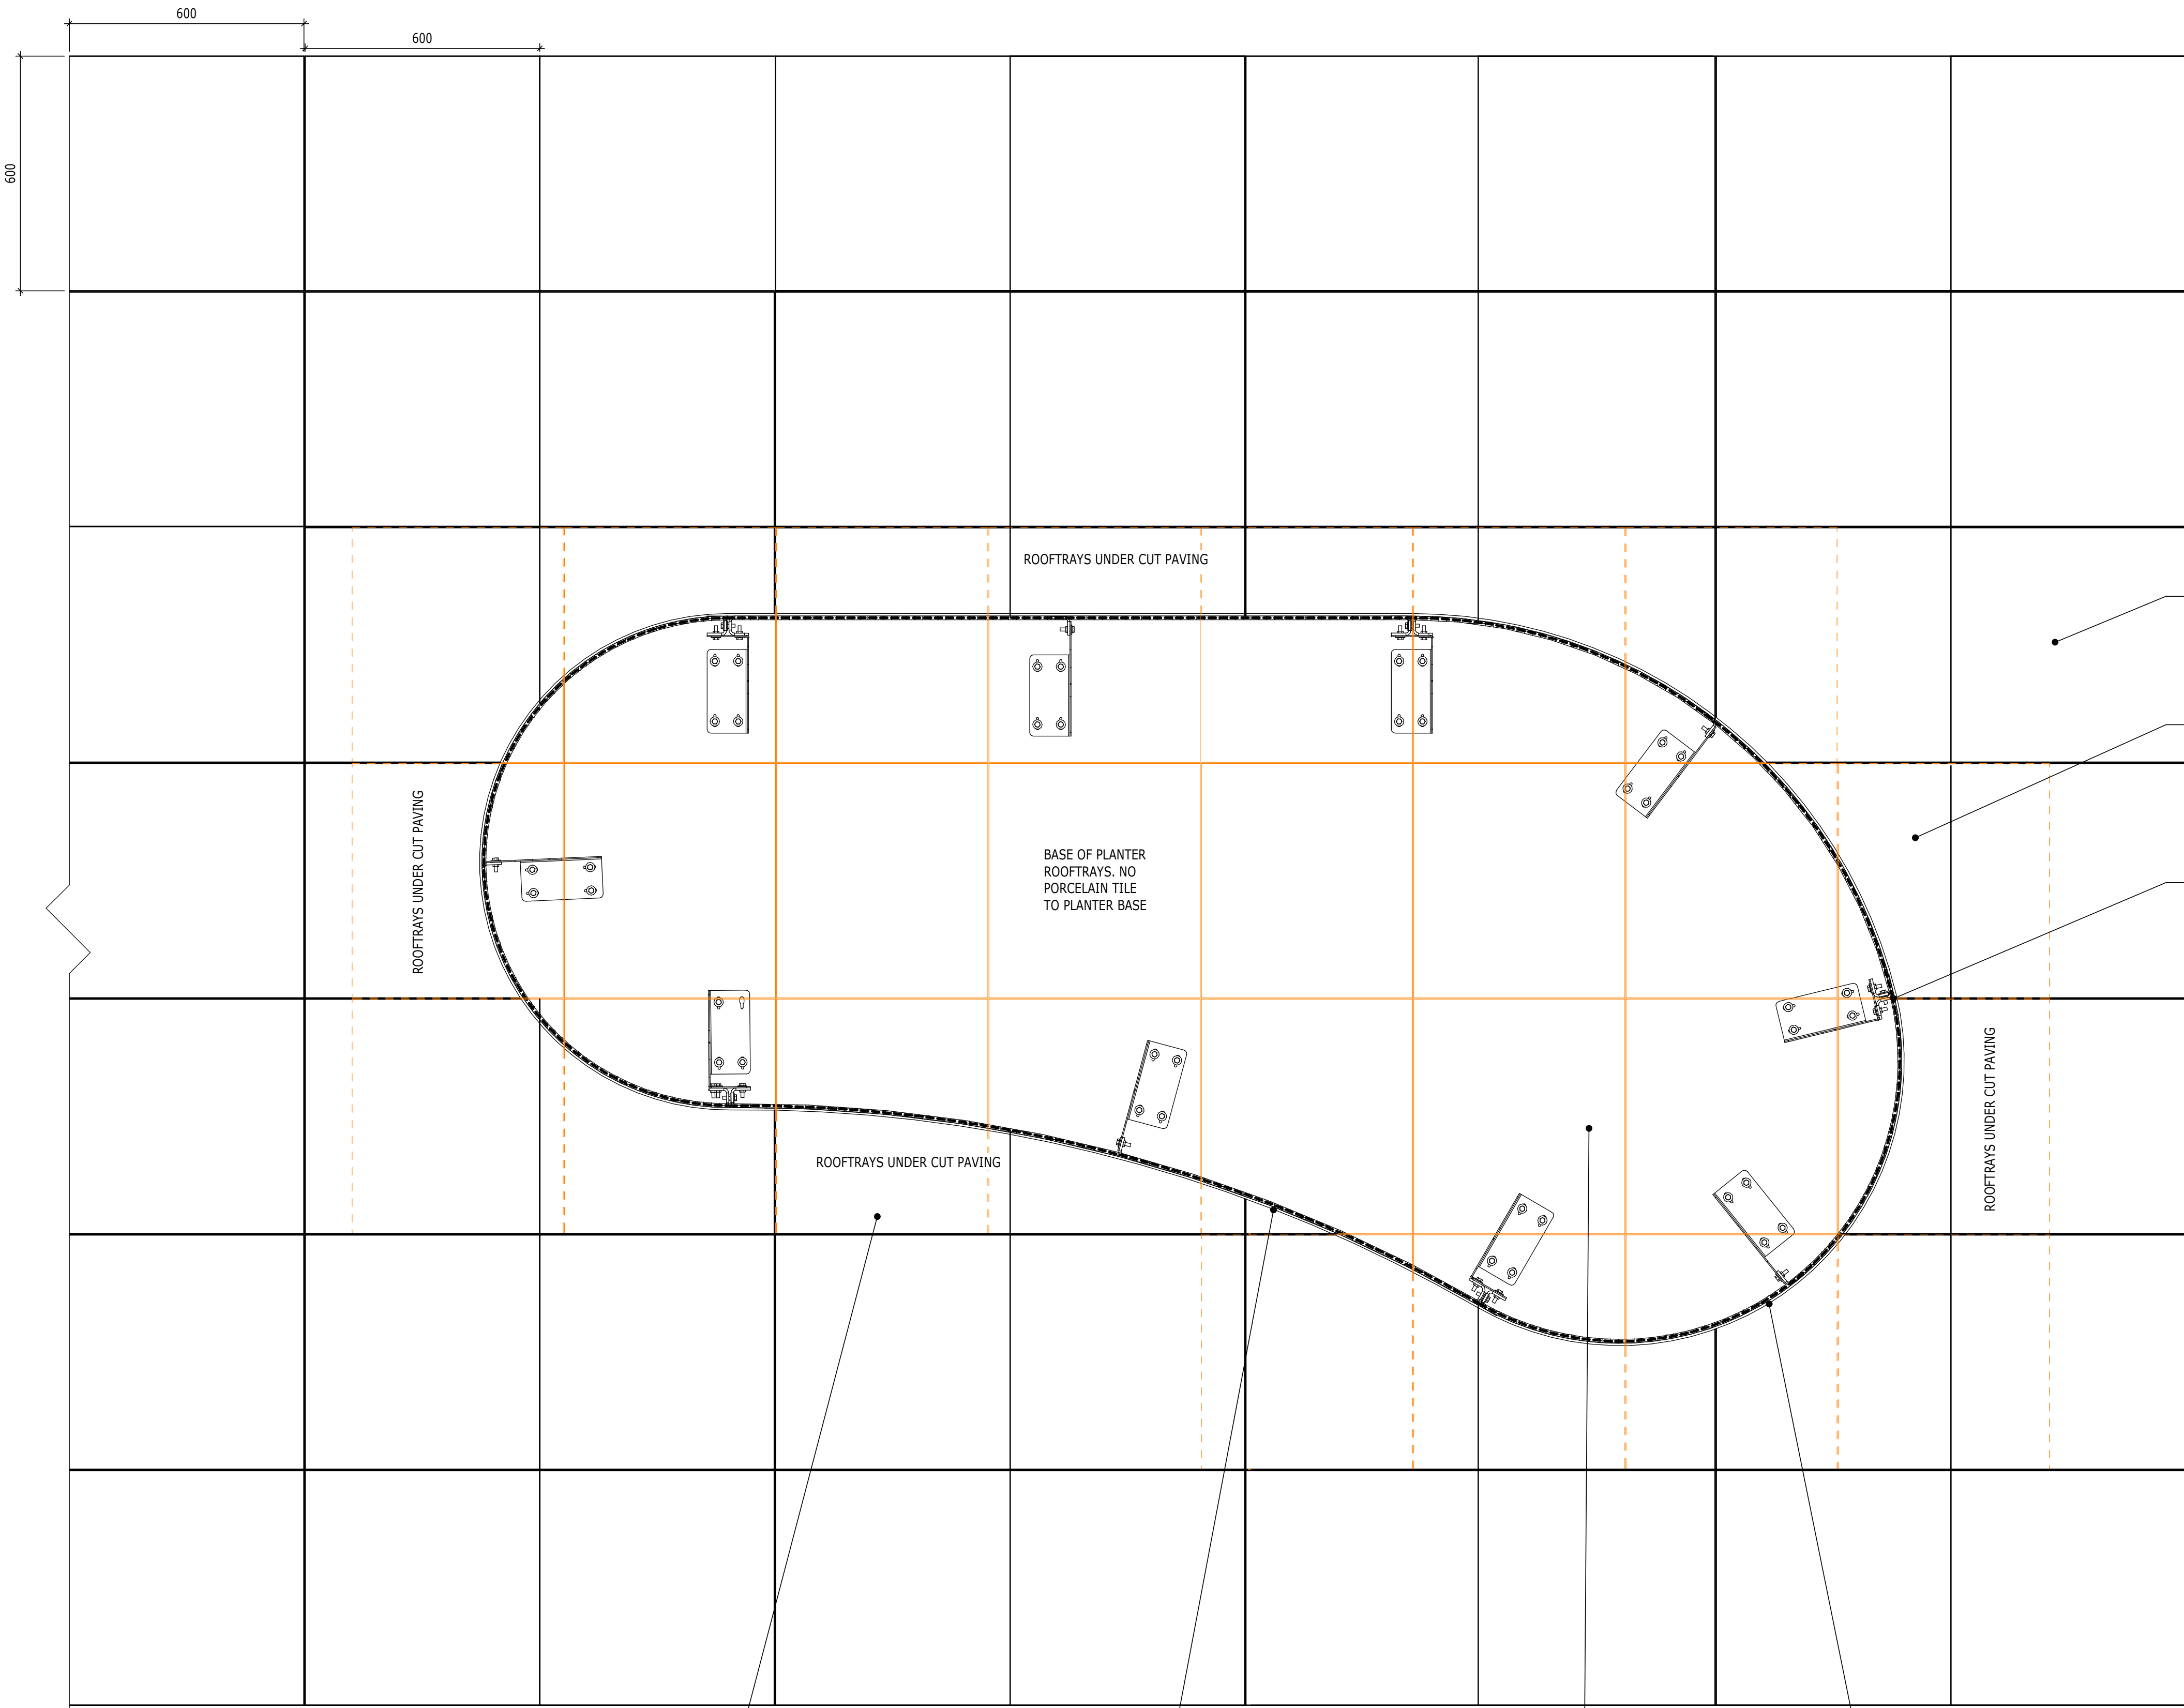 600
600
600
ROOFTRAYS UNDER CUT PAVING
ROOFTRAYS UNDER CUT PAVING
BASE OF PLANTER
ROOFTRAYS. NO
PORCELAIN TILE
TO PLANTER BASE
ROOFTRAYS UNDER CUT PAVING
ROOFTRAYS UNDER CUT PAVING